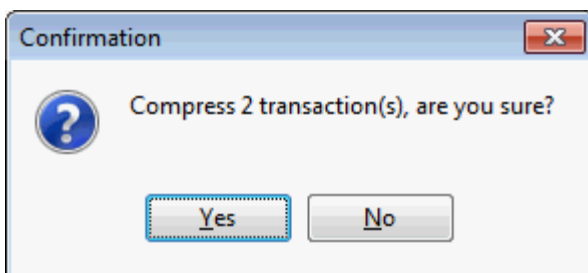 Confirmation
Compress 2 transaction(s), are you sure?
Yes
No